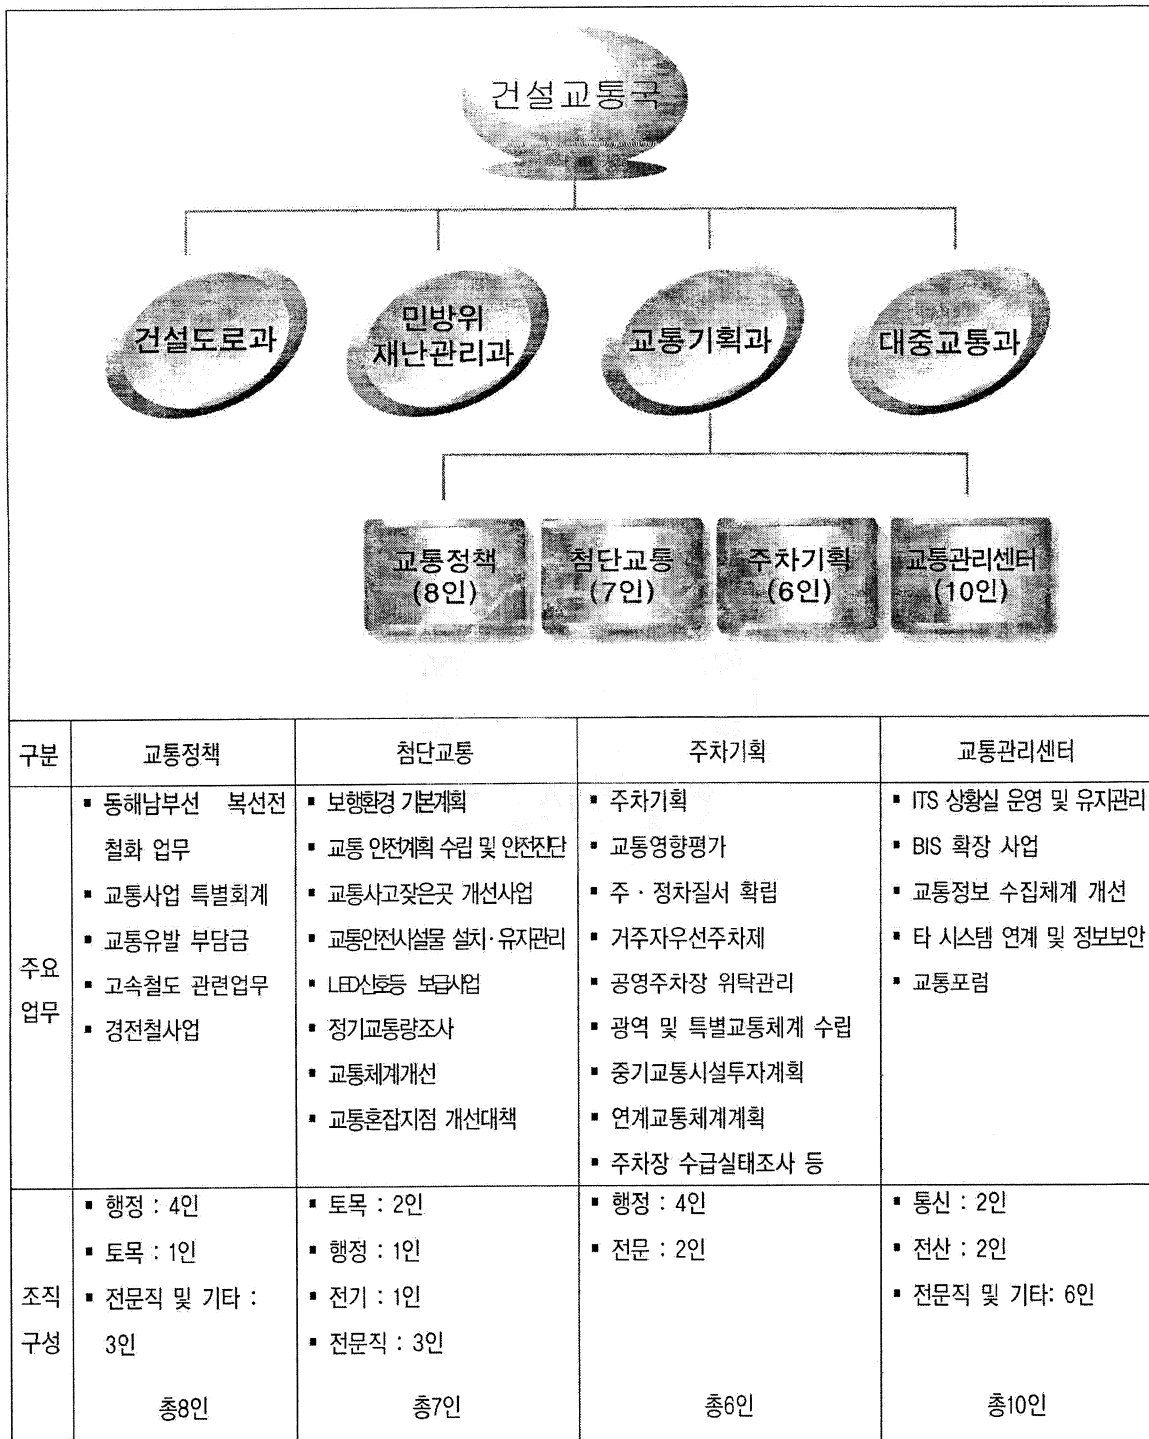 건설교통국
건설도로과
민방위
재난관리과
교통기획과
대중교통과
교통정책
(8인)
첨단교통
(7인)
주차기획
(6인)
교통관리센터
(10인)
구분
교통정책
첨단교통
주차기획
교통관리센터
주요
업무
▪ 동해남부선 복선전
철화 업무
▪ 교통사업 특별회계
▪ 교통유발 부담금
▪ 고속철도 관련업무
▪ 경전철사업
▪ 보행환경 기본계획
▪ 교통 안전계획 수립 및 안전진단
▪ 교통사고잦은곳 개선사업
▪ 교통안전시설물 설치·유지관리
▪ LED신호등 보급사업
▪ 정기교통량조사
▪ 교통체계개선
▪ 교통혼잡지점 개선대책
▪ 주차기획
▪ 교통영향평가
▪ 주·정차질서 확립
▪ 거주자우선주차제
▪ 공영주차장 위탁관리
▪ 광역 및 특별교통체계 수립
▪ 중기교통시설투자계획
▪ 연계교통체계계획
▪ 주차장 수급실태조사 등
▪ ITS 상황실 운영 및 유지관리
▪ BIS 확장 사업
▪ 교통정보 수집체계 개선
▪ 타 시스템 연계 및 정보보안
▪ 교통포럼
조직
구성
▪ 행정 : 4인
▪ 토목 : 1인
▪ 전문직 및 기타 :
3인
총8인
▪ 토목 : 2인
▪ 행정 : 1인
▪ 전기 : 1인
▪ 전문직 : 3인
총7인
▪ 행정 : 4인
▪ 전문 : 2인
총6인
▪ 통신 : 2인
▪ 전산 : 2인
▪ 전문직 및 기타: 6인
총10인